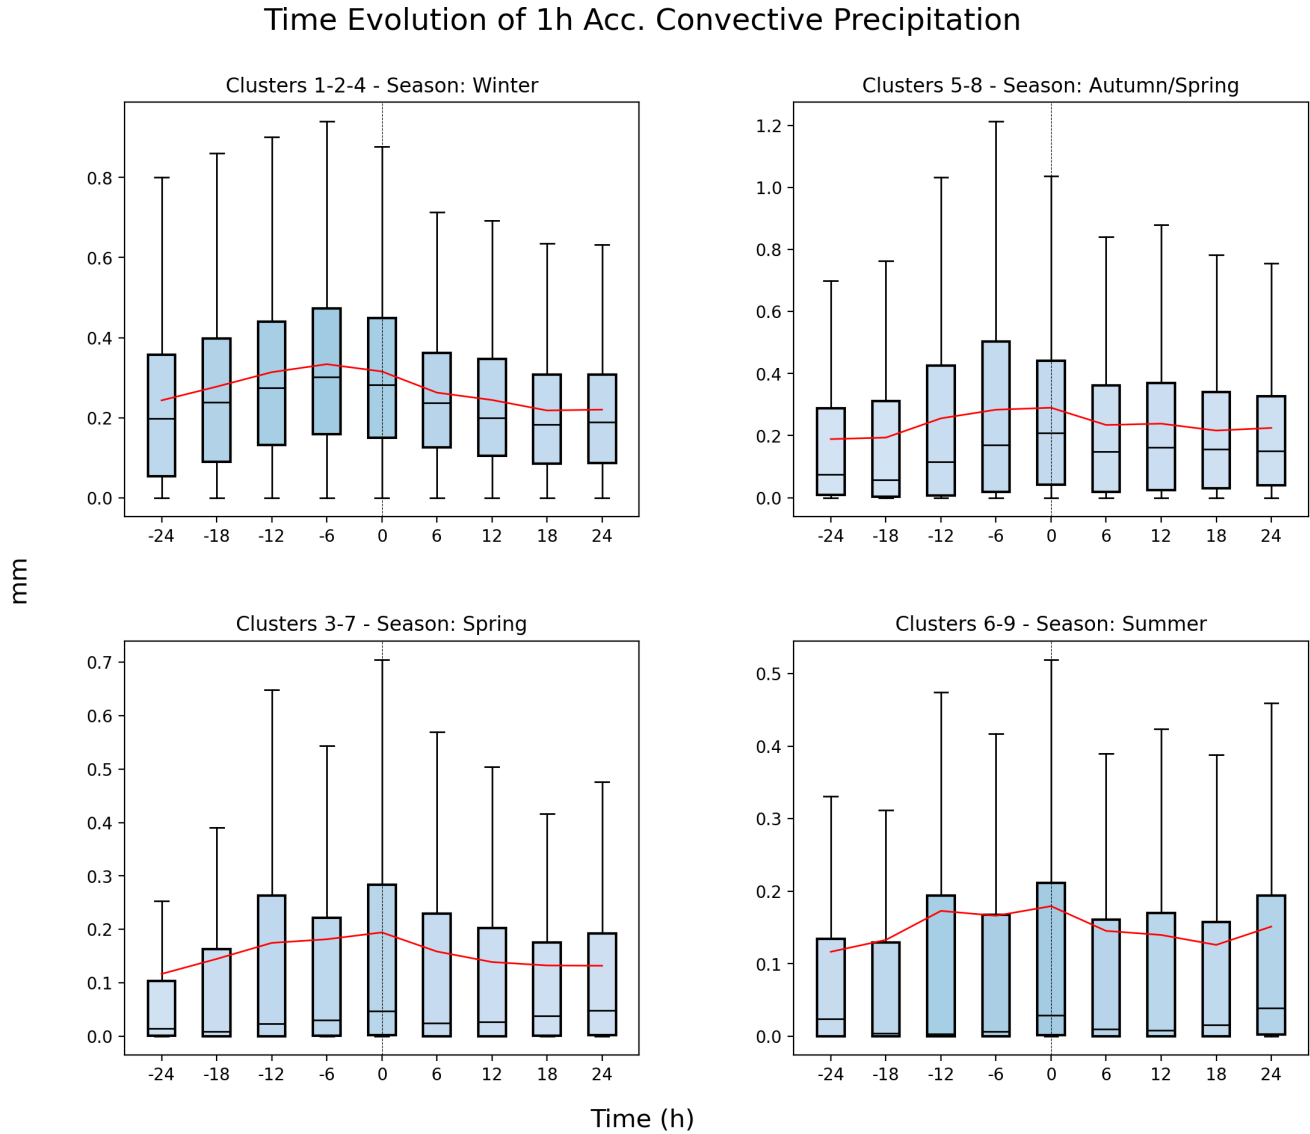 Time Evolution of 1h Acc. Convective Precipitation
Clusters 1-2-4 - Season: Winter
0.8
0.6
0.4
0.2
0.0
-24 -18 -12 -6 0 6 12 18 24
Clusters 5-8 - Season: Autumn/Spring
1.2
1.0
0.8
0.6
0.4
0.2
0.0
-24 -18 -12 -6 0 6 12 18 24
mm
Clusters 3-7 - Season: Spring
0.7
0.6
0.5
0.4
0.3
0.2
0.1
0.0
-24 -18 -12 -6 0 6 12 18 24
Clusters 6-9 - Season: Summer
0.5
0.4
0.3
0.2
0.1
0.0
-24 -18 -12 -6 0 6 12 18 24
Time (h)